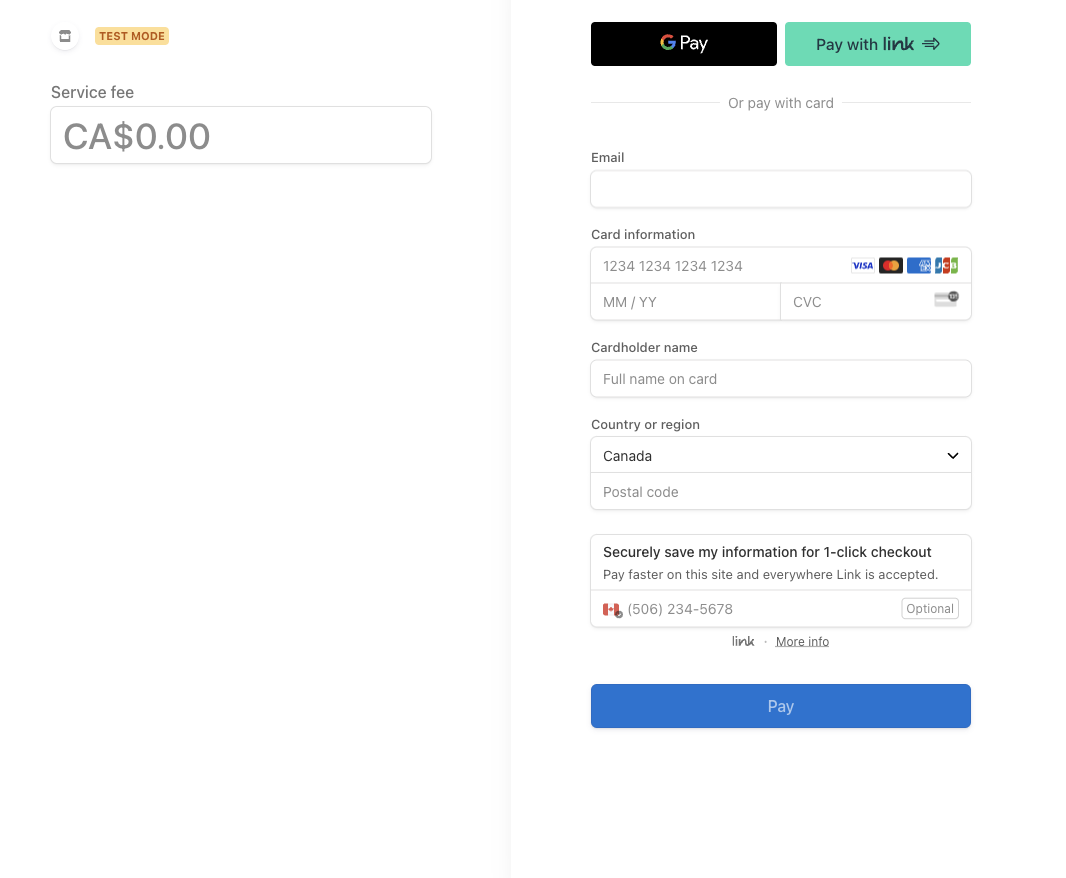 TEST MODE
Service fee
CA$0.00
G Pay
Pay with link
Or pay with card
Email
Card information
1234 1234 1234 1234
VISA
JCB
MM / YY
CVC
Cardholder name
Full name on card
Country or region
Canada
Postal code
Securely save my information for 1-click checkout
Pay faster on this site and everywhere Link is accepted.
(506) 234-5678
Optional
link · More info
Pay